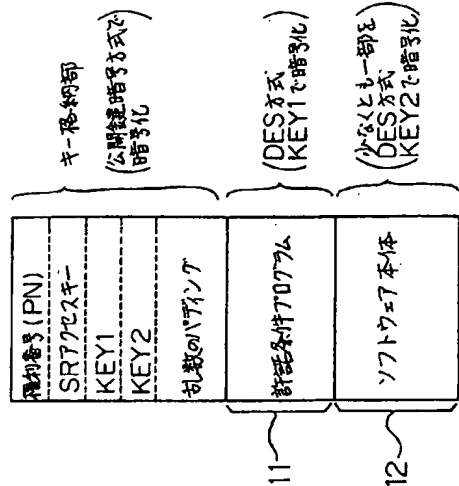 権利番号(PN)
SRアクセスキー
KEY1
KEY2
乱数のパディング
許諾条件プログラム
ソフトウェア本体
キー格納部
(公開鍵暗号方式で
暗号化)
(DES方式
KEY1で暗号化)
(少なくとも一部を
DES方式
KEY2で暗号化)
11
12